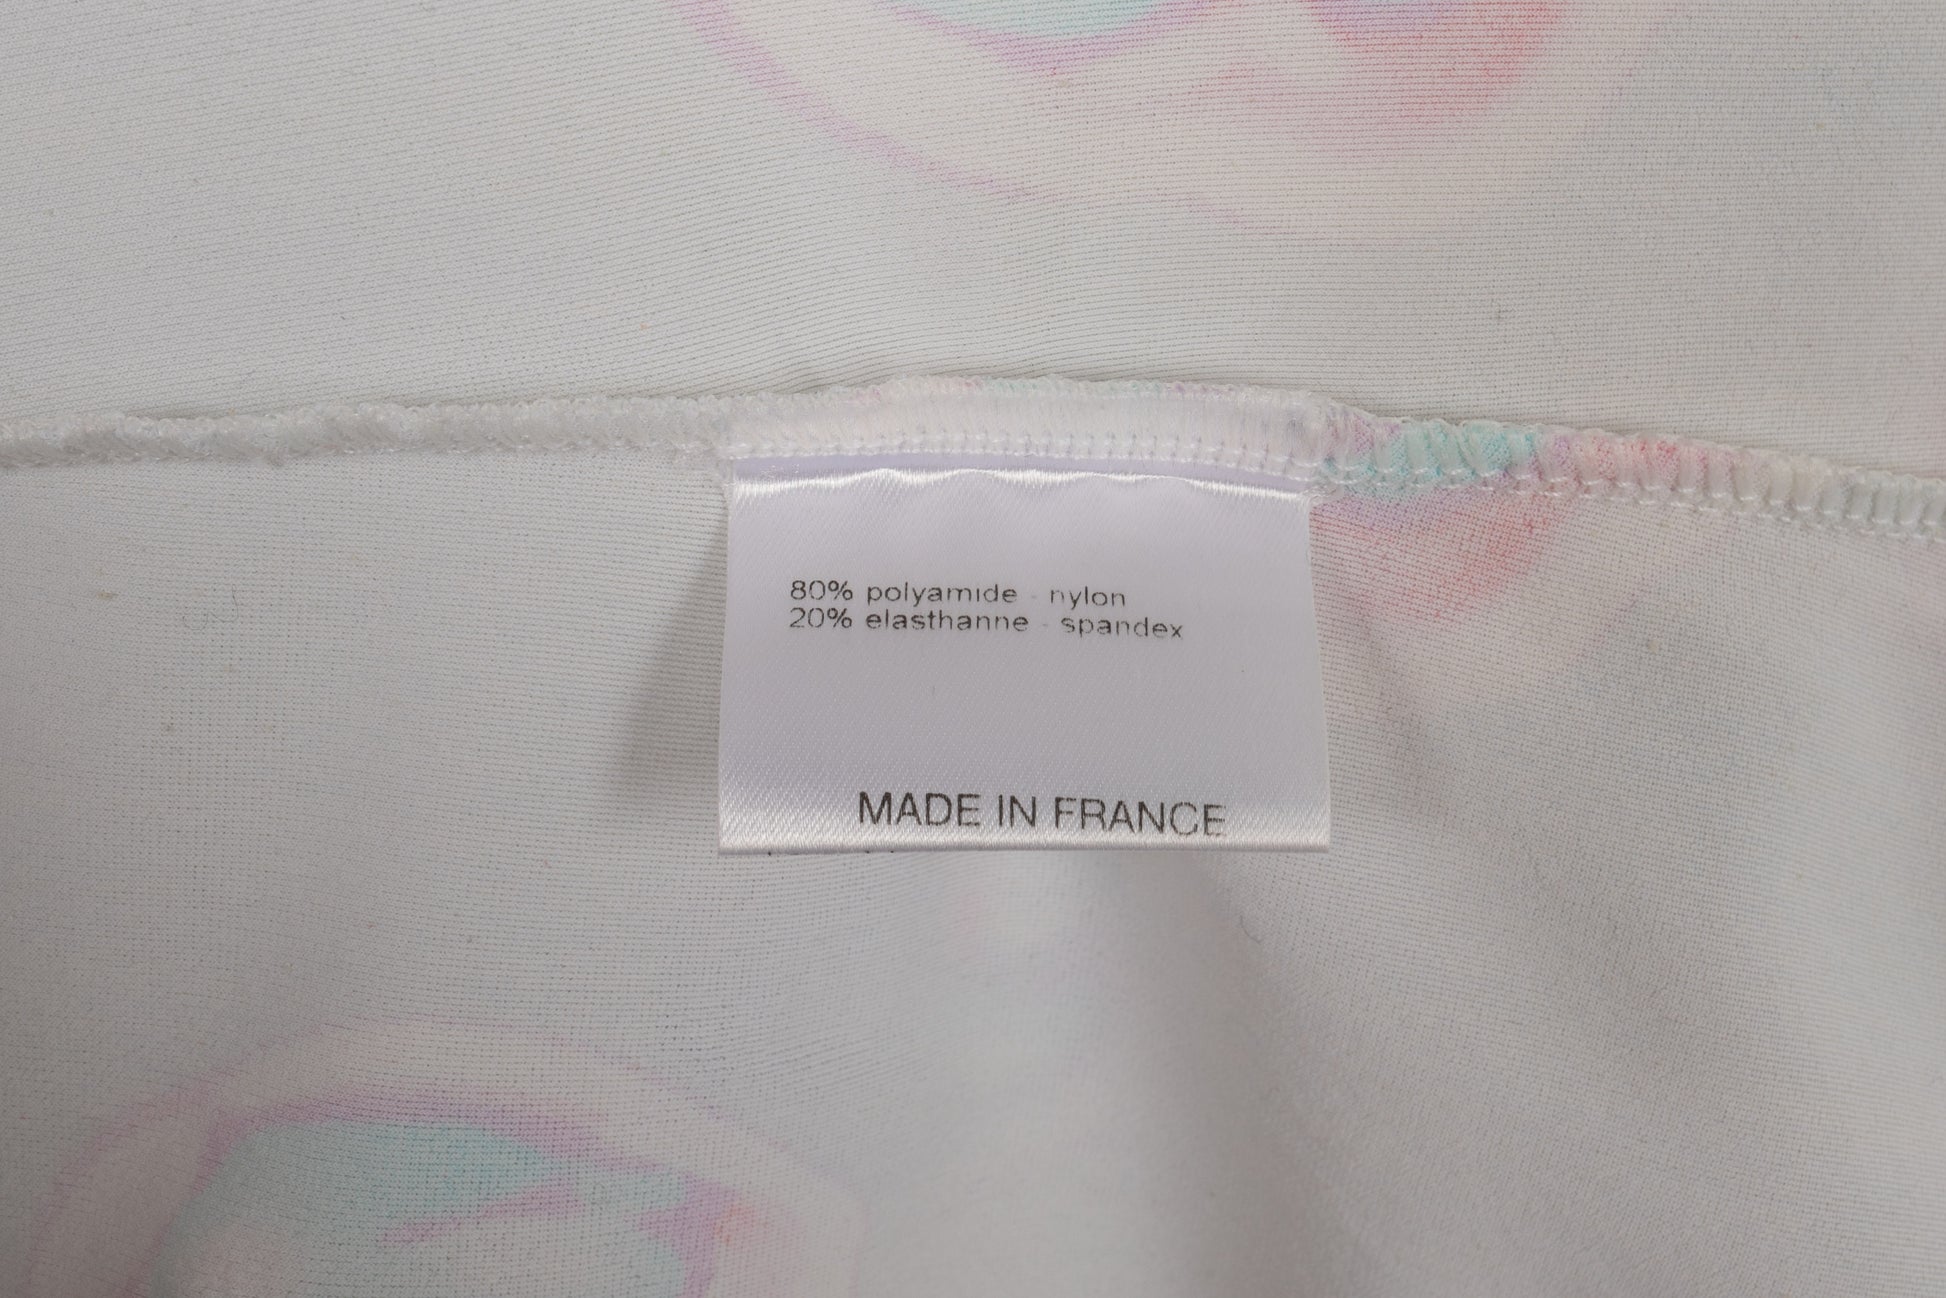 80% polyamide - nylon
20% elasthanne - spandex
MADE IN FRANCE